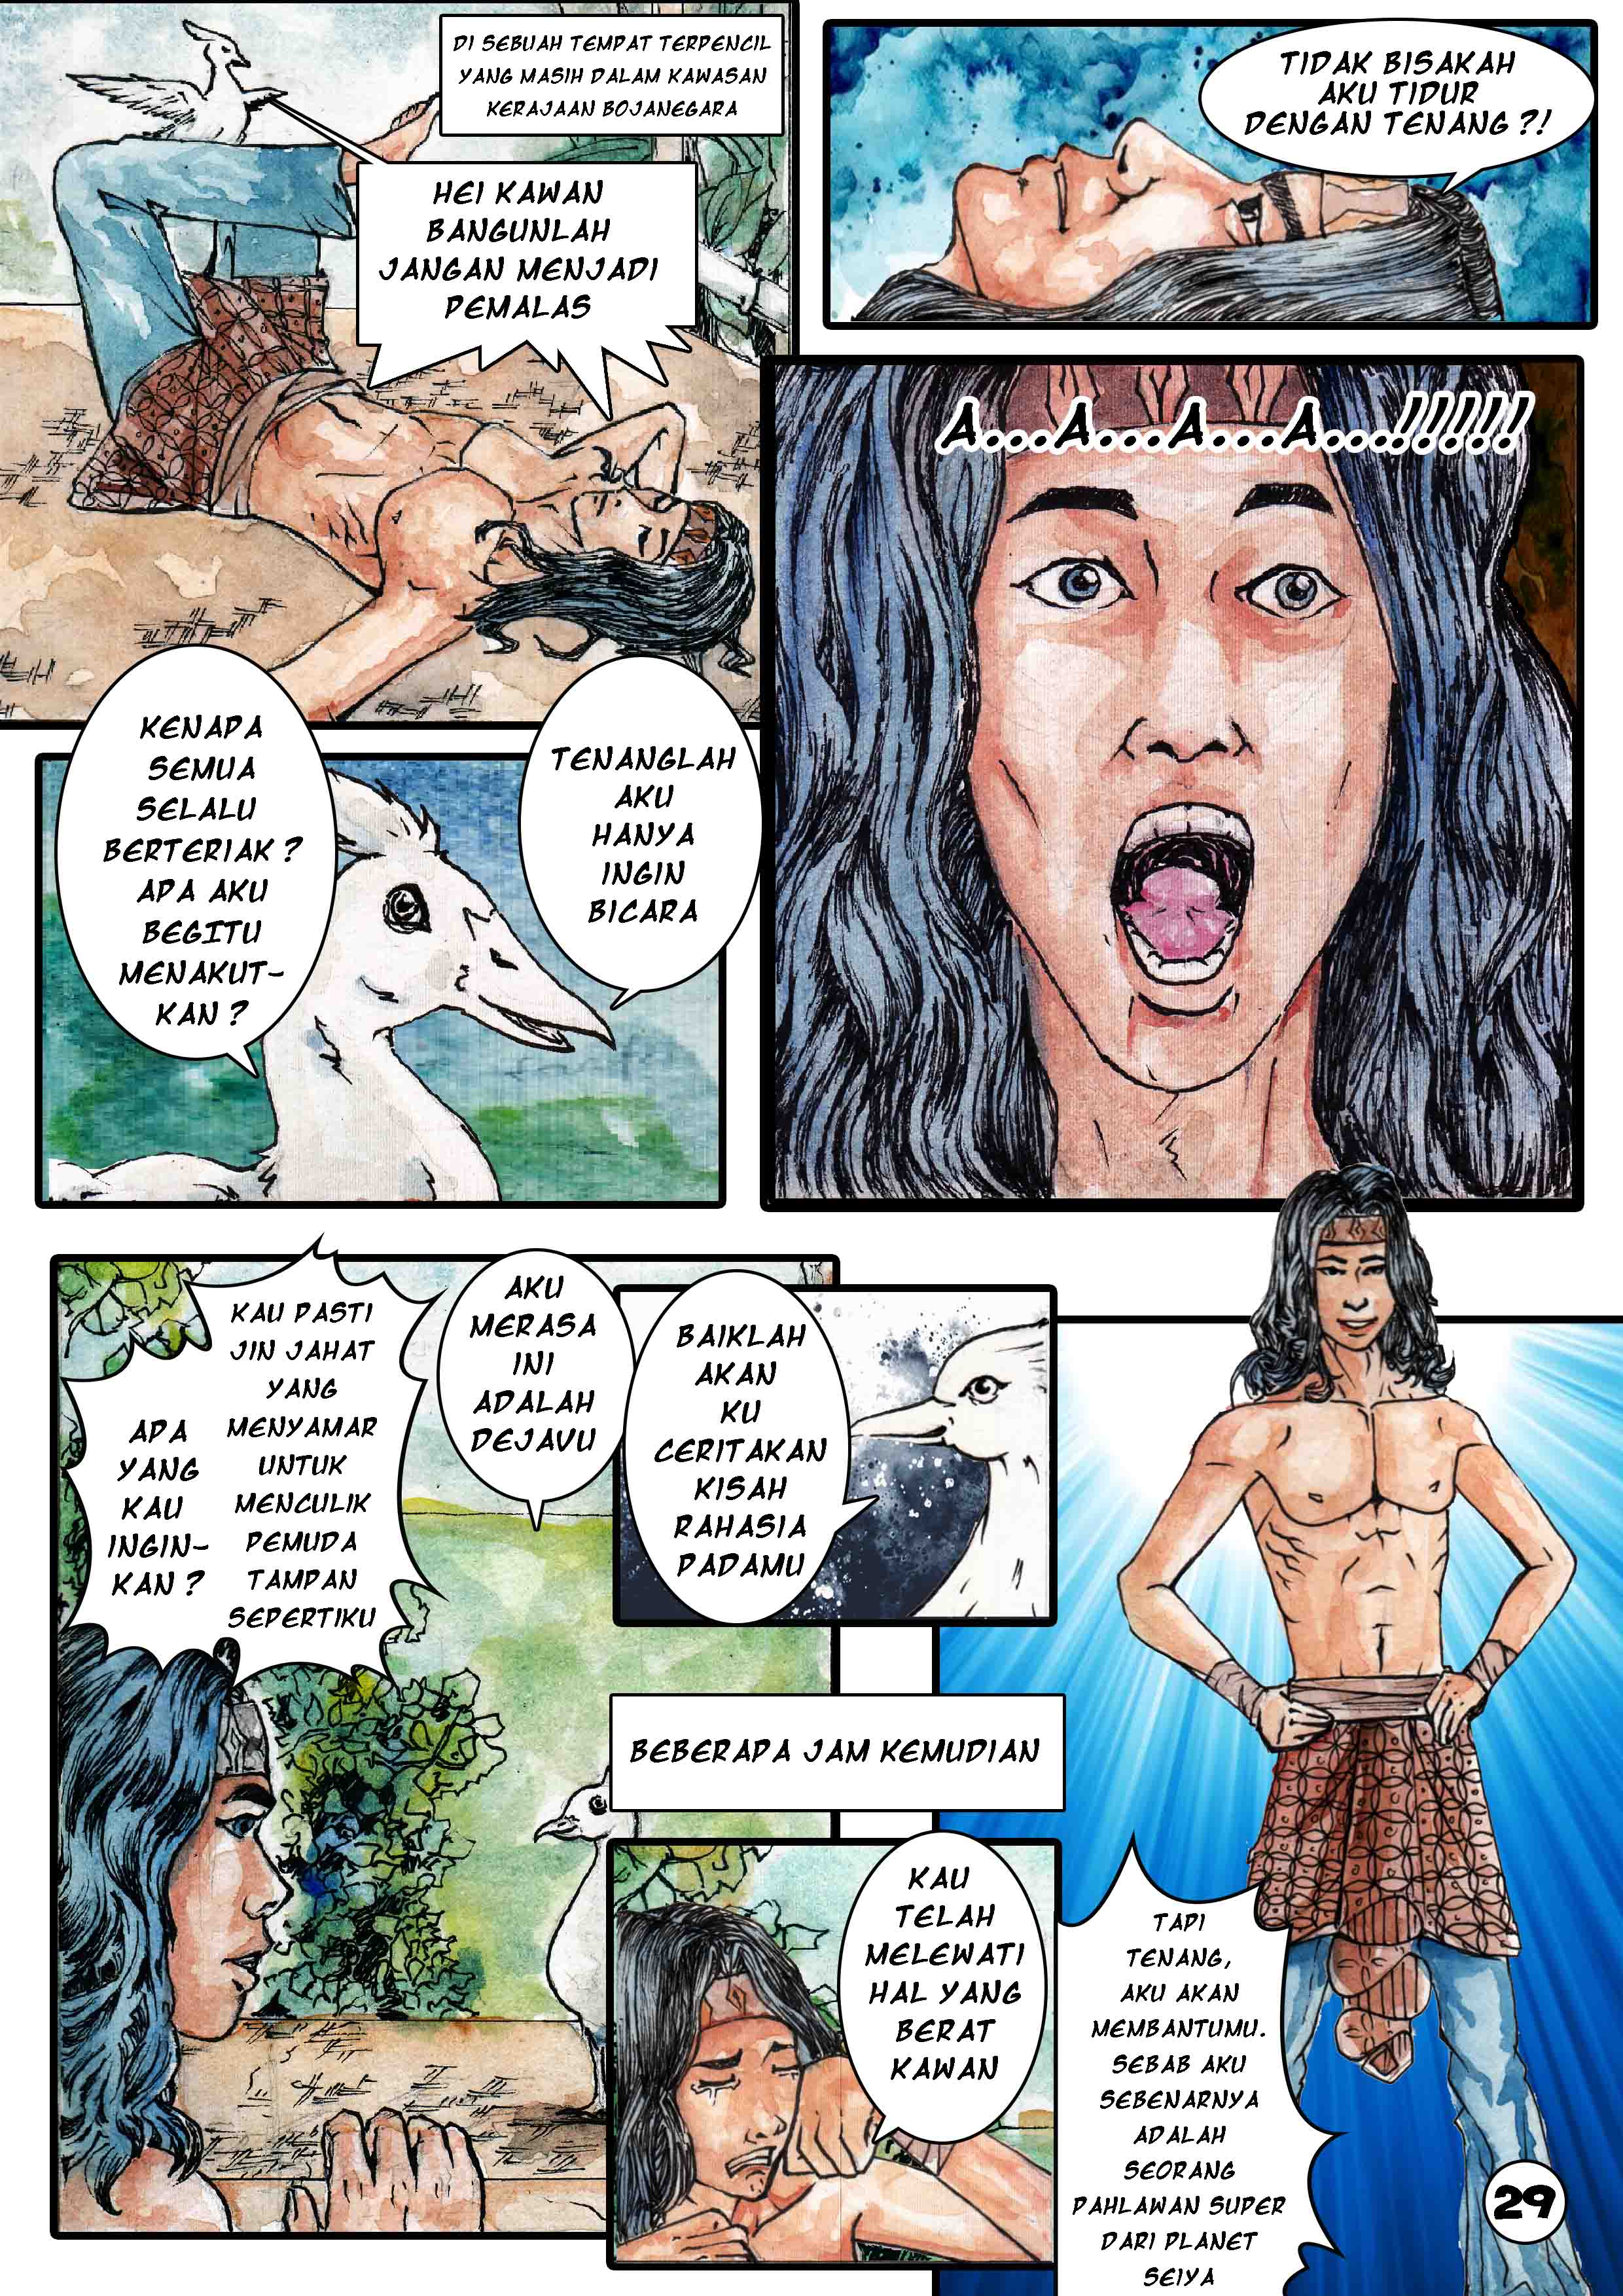 DI SEBUAH TEMPAT TERPENCIL
YANG MASIH DALAM KAWASAN
KERAJAAN BOJANEGARA
HEI KAWAN
BANGUNLAH
JANGAN MENJADI
PEMALAS
TIDAK BISAKAH
AKU TIDUR
DENGAN TENANG?!
A...A...A...A...!!!!!
KENAPA
SEMUA
SELALU
BERTERIAK?
APA AKU
BEGITU
MENAKUT-
KAN?
TENANGLAH
AKU
HANYA
INGIN
BICARA
KAU PASTI
JIN JAHAT
YANG
MENYAMAR
UNTUK
MENCULIK
PEMUDA
TAMPAN
SEPERTIKU
APA
YANG
KAU
INGIN-
KAN?
AKU
MERASA
INI
ADALAH
DEJAVU
BAIKLAH
AKAN
KU
CERITAKAN
KISAH
RAHASIA
PADAMU
BEBERAPA JAM KEMUDIAN
KAU
TELAH
MELEWATI
HAL YANG
BERAT
KAWAN
TAPI
TENANG,
AKU AKAN
MEMBANTUMU.
SEBAB AKU
SEBENARNYA
ADALAH
SEORANG
PAHLAWAN SUPER
DARI PLANET
SEIYA
29